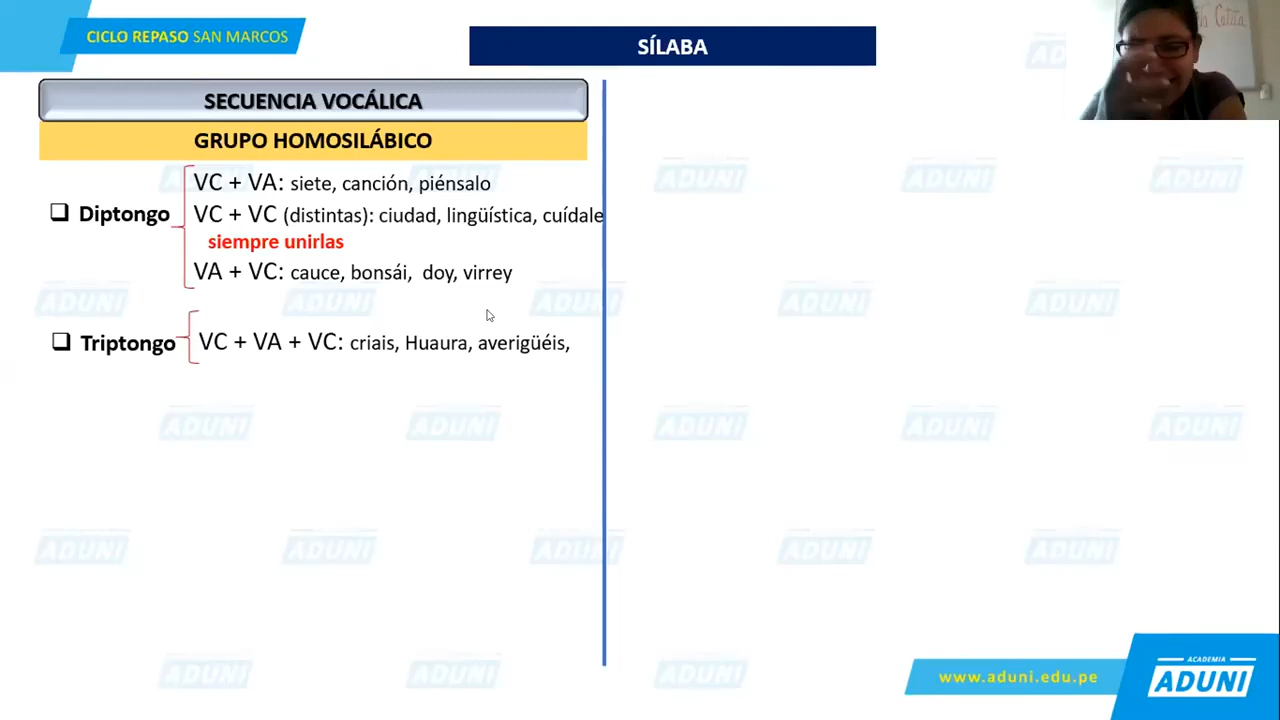 CICLO REPASO SAN MARCOS
SÍLABA
SECUENCIA VOCÁLICA
GRUPO HOMOSILÁBICO
❑ Diptongo
VC + VA: siete, canción, piénsalo
VC + VC (distintas): ciudad, lingüística, cuídale
siempre unirlas
VA + VC: cauce, bonsái, doy, virrey
❑ Triptongo
VC + VA + VC: criais, Huaura, averigüéis,
www.aduni.edu.pe
ACADEMIA
ADUNI